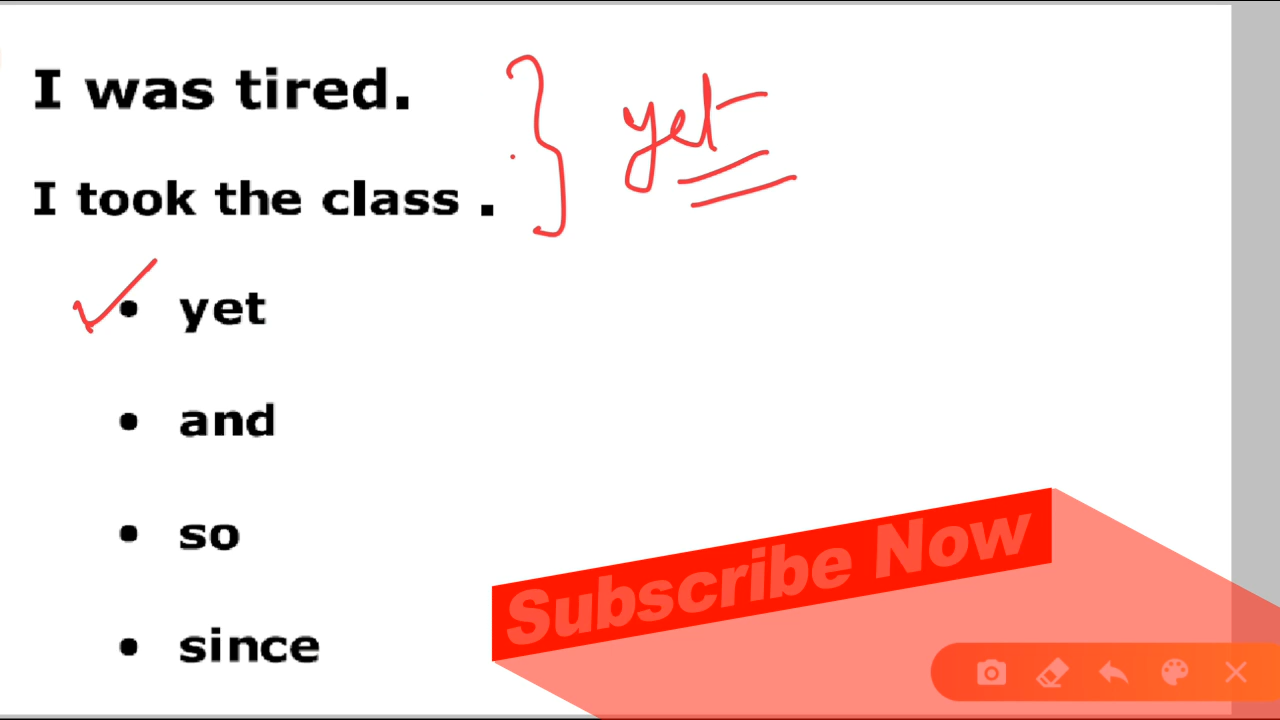 I was tired.
yet
I took the class .
• yet
• and
• so
• since
Subscribe Now